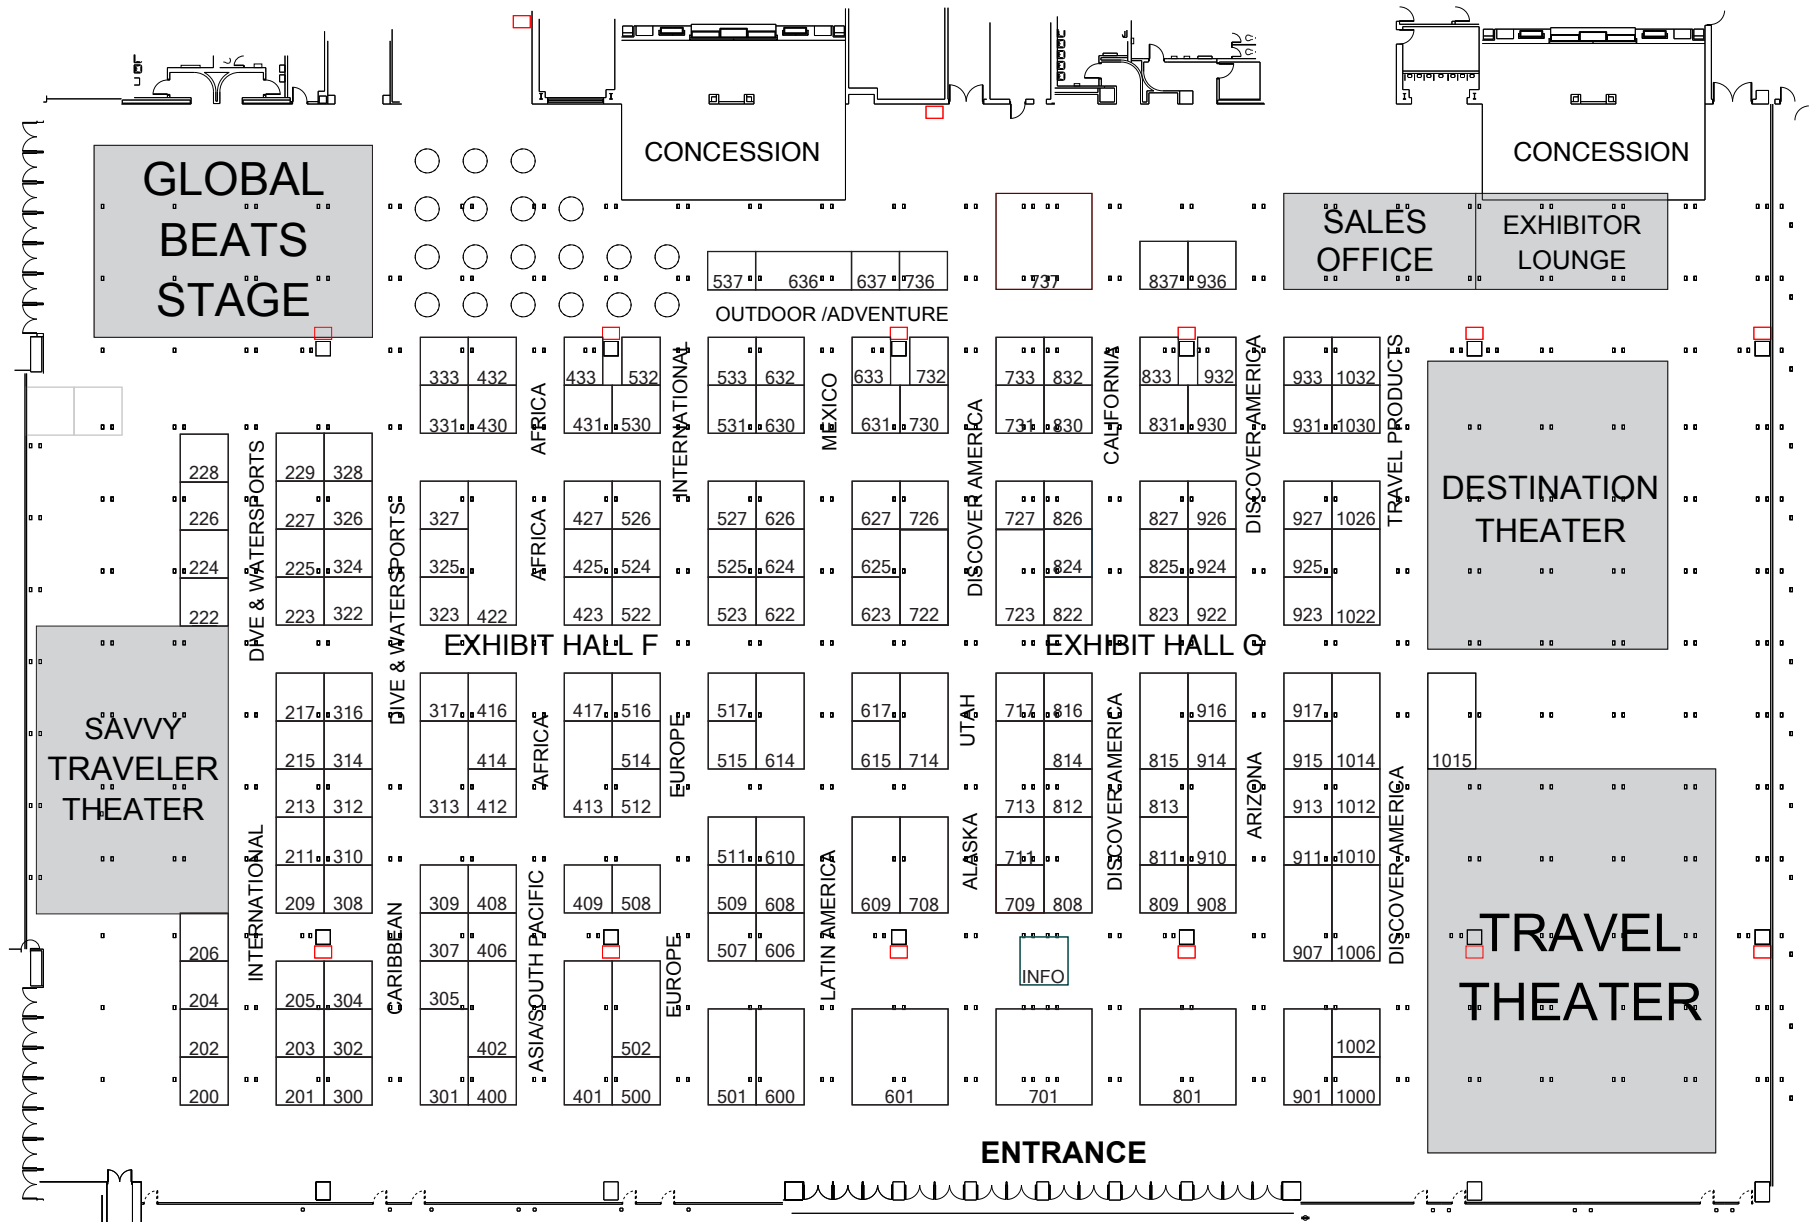 CONCESSION
CONCESSION
GLOBAL
BEATS
STAGE
SALES
OFFICE
EXHIBITOR
LOUNGE
537 636 637 736
737
837 936
OUTDOOR /ADVENTURE
333 432
433 532
533 632
633 732
733 832
833 932
933 1032
331 430
431 530
531 630
631 730
731 830
831 930
931 1030
AFRICA
INTERNATIONAL
MEXICO
DISCOVER AMERICA
CALIFORNIA
DISCOVER AMERICA
TRAVEL PRODUCTS
DIVE & WATERSPORTS
DIVE & WATERSPORTS
AFRICA
228
229 328
226
227 326
327
427 526
527 626
627 726
727 826
827 926
927 1026
224
225 324
325
425 524
525 624
625
824
825 924
925
222
223 322
323 422
423 522
523 622
623 722
723 822
823 922
923 1022
DESTINATION
THEATER
EXHIBIT HALL F
EXHIBIT HALL G
SAVVY
TRAVELER
THEATER
217 316
317 416
417 516
517
617
717 816
916
917
215 314
414
514
515 614
615 714
814
815 914
915 1014
1015
213 312
313 412
413 512
713 812
813
913 1012
AFRICA
EUROPE
UTAH
DISCOVER AMERICA
ARIZONA
DISCOVER AMERICA
211 310
511 610
711
811 910
911 1010
209 308
309 408
409 508
509 608
609 708
709 808
809 908
INTERNATIONAL
CARIBBEAN
ASIA/SOUTH PACIFIC
EUROPE
LATIN AMERICA
ALASKA
206
307 406
507 606
907 1006
INFO
204
205 304
305
202
203 302
402
502
1002
200
201 300
301 400
401 500
501 600
601
701
801
901 1000
TRAVEL
THEATER
ENTRANCE